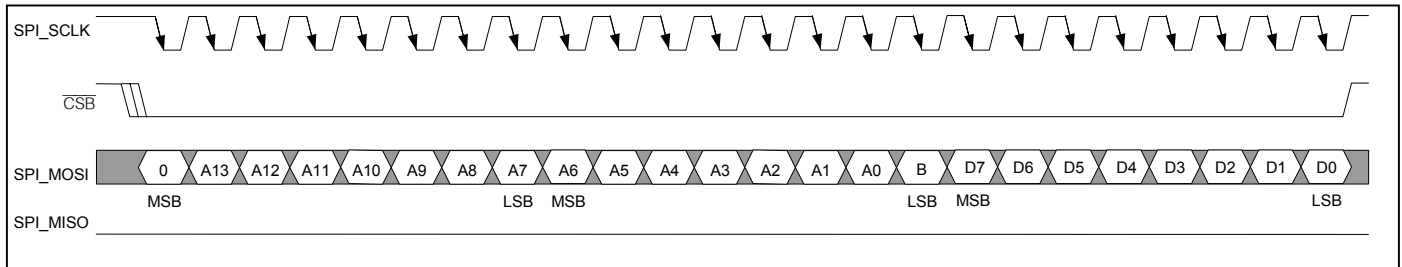 SPI_SCLK
CSB
SPI_MOSI 0 A13 A12 A11 A10 A9 A8 A7 A6 A5 A4 A3 A2 A1 A0 B D7 D6 D5 D4 D3 D2 D1 D0
MSB LSB MSB LSB MSB LSB
SPI_MISO